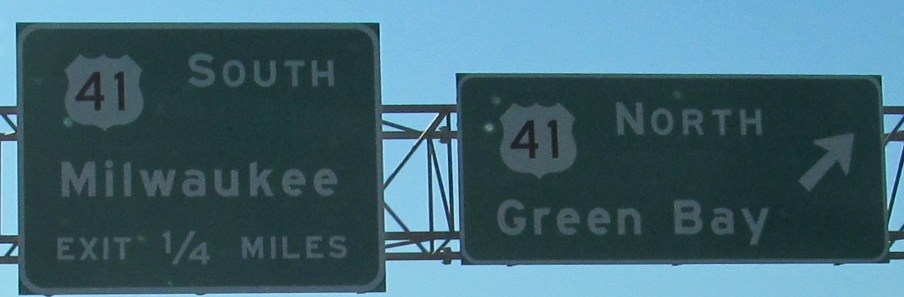 41 SOUTH
Milwaukee
EXIT 1/4 MILES
41 NORTH
Green Bay